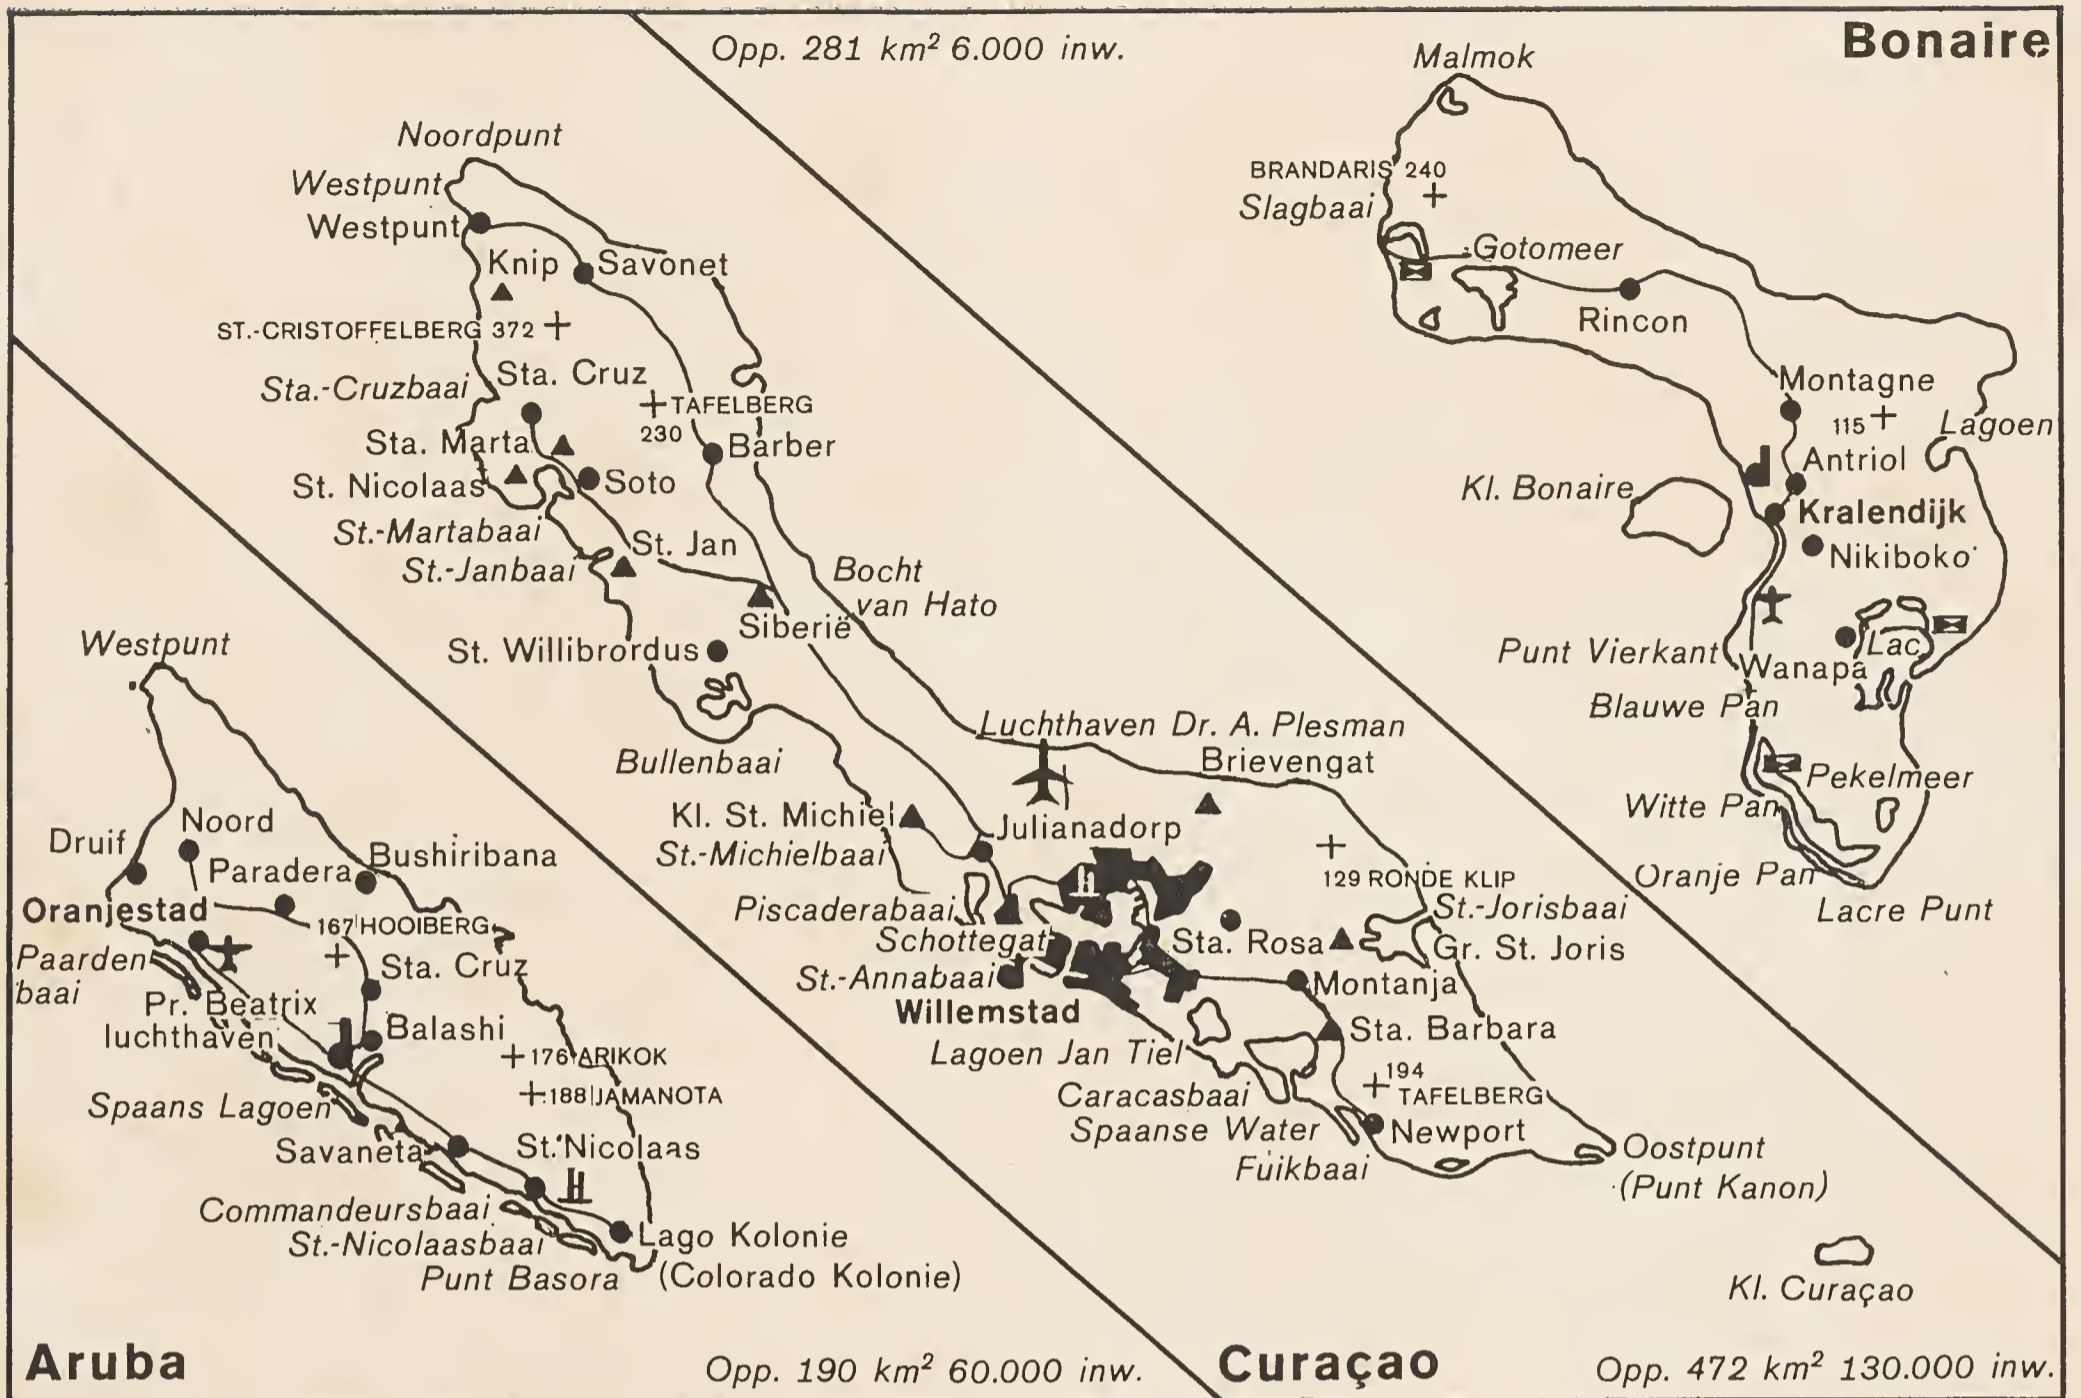 Bonaire
Opp. 281 km² 6.000 inw.
Malmok
BRANDARIS 240
Slagbaai
Gotomeer
Rincon
Montagne
115
Lagoen
Antriol
Kl. Bonaire
Kralendijk
Nikiboko
Punt Vierkant
Lac
Wanapa
Blauwe Pan
Pekelmeer
Witte Pan
Oranje Pan
Lacre Punt
Noordpunt
Westpunt
Westpunt
Knip
Savonet
ST.-CRISTOFFELBERG 372
Sta.-Cruzbaai
Sta. Cruz
TAFELBERG
230
Sta. Marta
Barber
St. Nicolaas
Soto
St.-Martabaai
St. Jan
St.-Janbaai
Bocht
van Hato
Siberië
St. Willibrordus
Bullenbaai
Luchthaven Dr. A. Plesman
Brievengat
Kl. St. Michiel
Julianadorp
St.-Michielbaai
129 RONDE KLIP
Piscaderabaai
St.-Jorisbaai
Schottegat
Sta. Rosa
Gr. St. Joris
St.-Annabaai
Montanja
Willemstad
Sta. Barbara
Lagoen Jan Tiel
194
TAFELBERG
Caracasbaai
Spaanse Water
Newport
Fuikbaai
Oostpunt
(Punt Kanon)
Kl. Curaçao
Curaçao
Opp. 472 km² 130.000 inw.
Westpunt
Noord
Druif
Paradera
Bushiribana
Oranjestad
167 HOOIBERG
Paarden
baai
Sta. Cruz
Pr. Beatrix
luchthaven
Balashi
176 ARIKOK
188 JAMANOTA
Spaans Lagoen
Savaneta
St. Nicolaas
Commandeursbaai
St.-Nicolaasbaai
Lago Kolonie
(Colorado Kolonie)
Punt Basora
Aruba
Opp. 190 km² 60.000 inw.